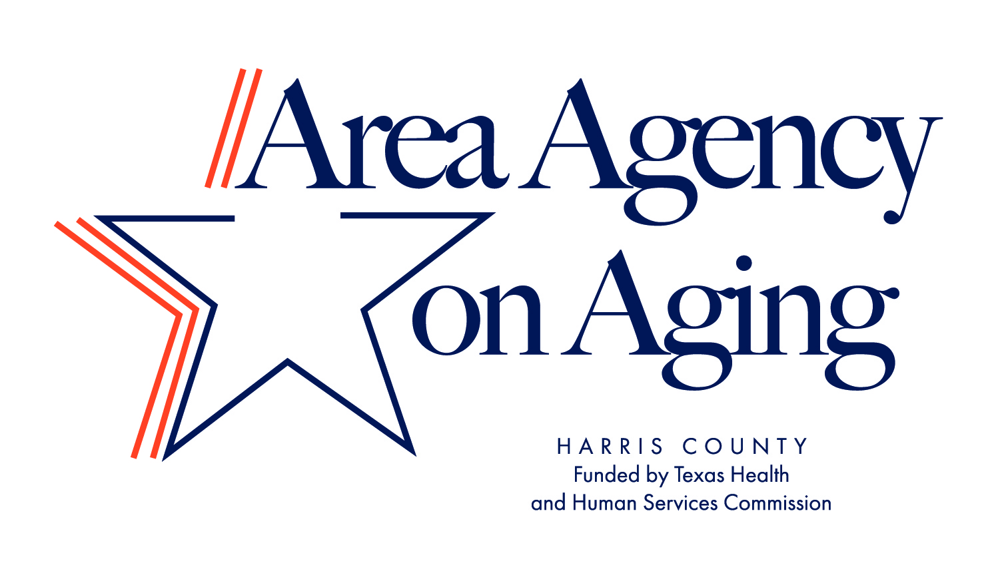 Area Agency
on Aging
HARRIS COUNTY
Funded by Texas Health
and Human Services Commission